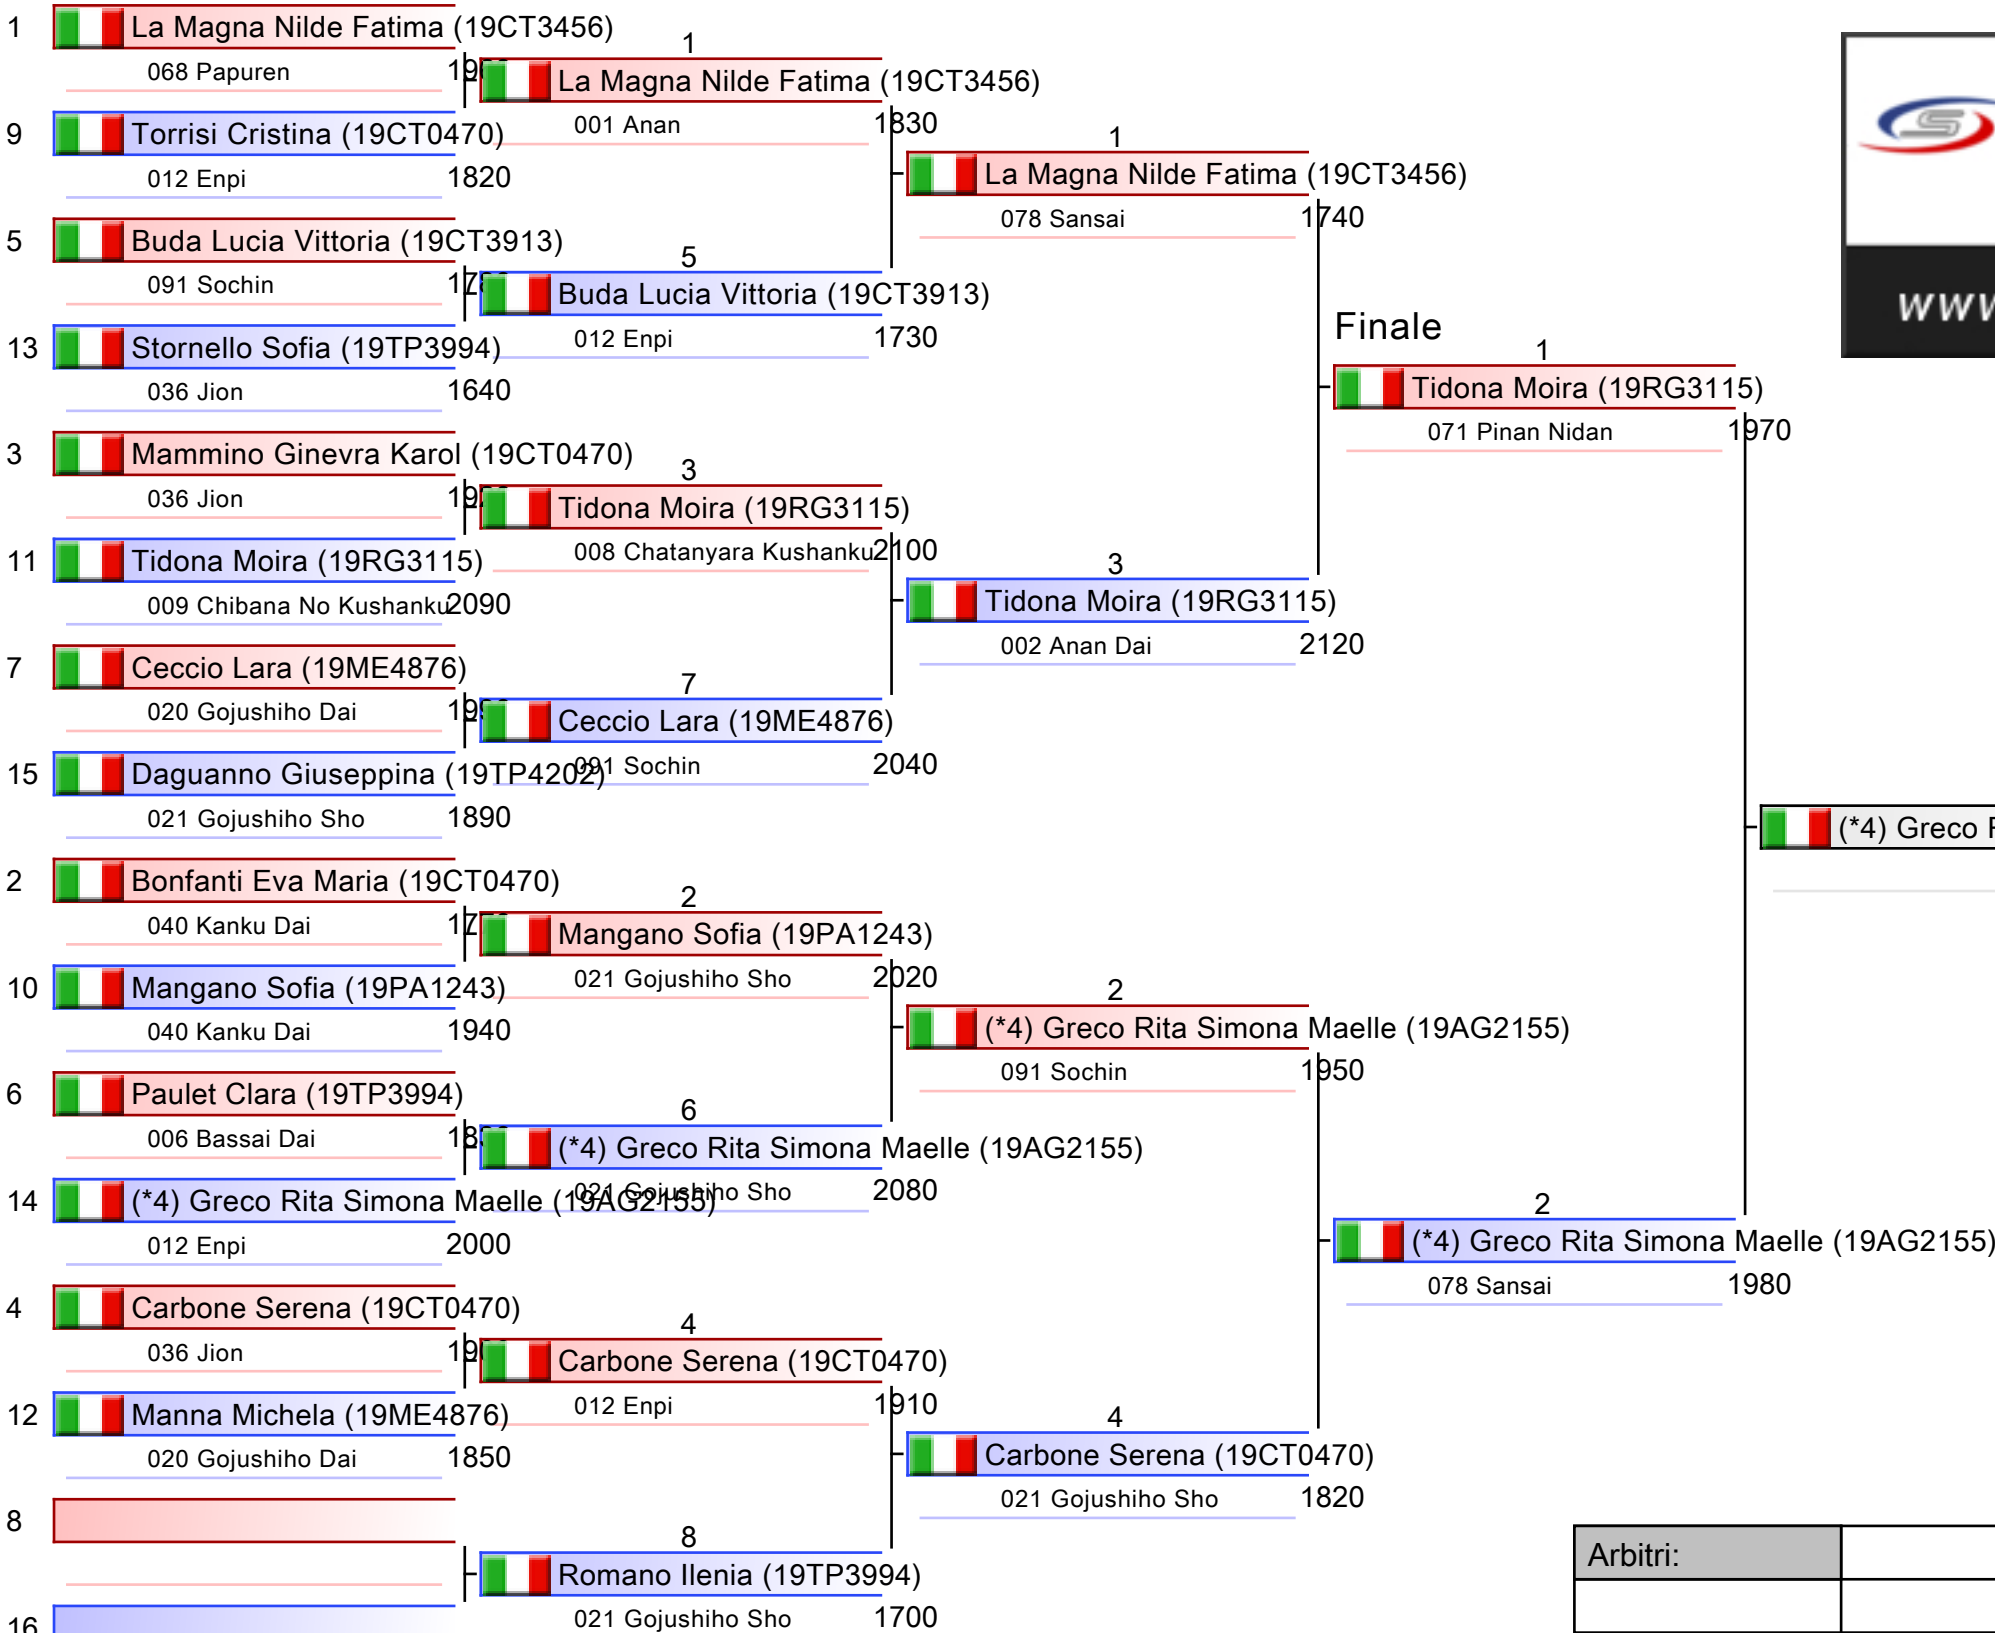 1
La Magna Nilde Fatima (19CT3456)
068 Papuren
9
Torrisi Cristina (19CT0470)
012 Enpi 1820
5
Buda Lucia Vittoria (19CT3913)
091 Sochin
13
Stornello Sofia (19TP3994)
036 Jion 1640
3
Mammino Ginevra Karol (19CT0470)
036 Jion
11
Tidona Moira (19RG3115)
009 Chibana No Kushanku 2090
7
Ceccio Lara (19ME4876)
020 Gojushiho Dai
15
Daguanno Giuseppina (19TP4202)
021 Gojushiho Sho 1890
2
Bonfanti Eva Maria (19CT0470)
040 Kanku Dai
10
Mangano Sofia (19PA1243)
040 Kanku Dai 1940
6
Paulet Clara (19TP3994)
006 Bassai Dai
14
(*4) Greco Rita Simona Maelle (19AG2155)
012 Enpi 2000
4
Carbone Serena (19CT0470)
036 Jion
12
Manna Michela (19ME4876)
020 Gojushiho Dai 1850
8
16
1
La Magna Nilde Fatima (19CT3456)
001 Anan 1830
5
Buda Lucia Vittoria (19CT3913)
012 Enpi 1730
3
Tidona Moira (19RG3115)
008 Chatanyara Kushanku 2100
7
Ceccio Lara (19ME4876)
091 Sochin 2040
2
Mangano Sofia (19PA1243)
021 Gojushiho Sho 2020
6
(*4) Greco Rita Simona Maelle (19AG2155)
021 Gojushiho Sho 2080
4
Carbone Serena (19CT0470)
012 Enpi 1910
8
Romano Ilenia (19TP3994)
021 Gojushiho Sho 1700
1
La Magna Nilde Fatima (19CT3456)
078 Sansai 1740
3
Tidona Moira (19RG3115)
002 Anan Dai 2120
2
(*4) Greco Rita Simona Maelle (19AG2155)
091 Sochin 1950
4
Carbone Serena (19CT0470)
021 Gojushiho Sho 1820
Finale
1
Tidona Moira (19RG3115)
071 Pinan Nidan 1970
2
(*4) Greco Rita Simona Maelle (19AG2155)
078 Sansai 1980
(*4) Greco
S
www
Arbitri: